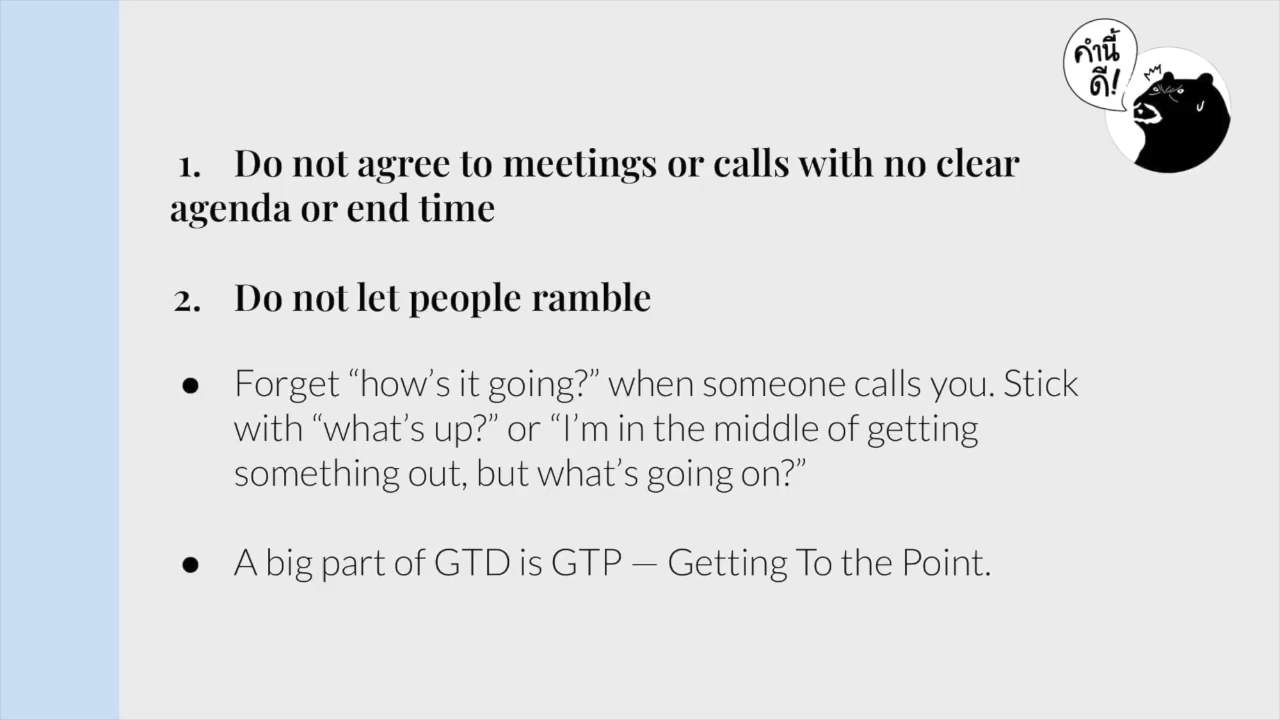 คำนี้
ดี!
1. Do not agree to meetings or calls with no clear
agenda or end time
2. Do not let people ramble
● Forget “how’s it going?” when someone calls you. Stick
with “what’s up?” or “I’m in the middle of getting
something out, but what’s going on?”
● A big part of GTD is GTP — Getting To the Point.